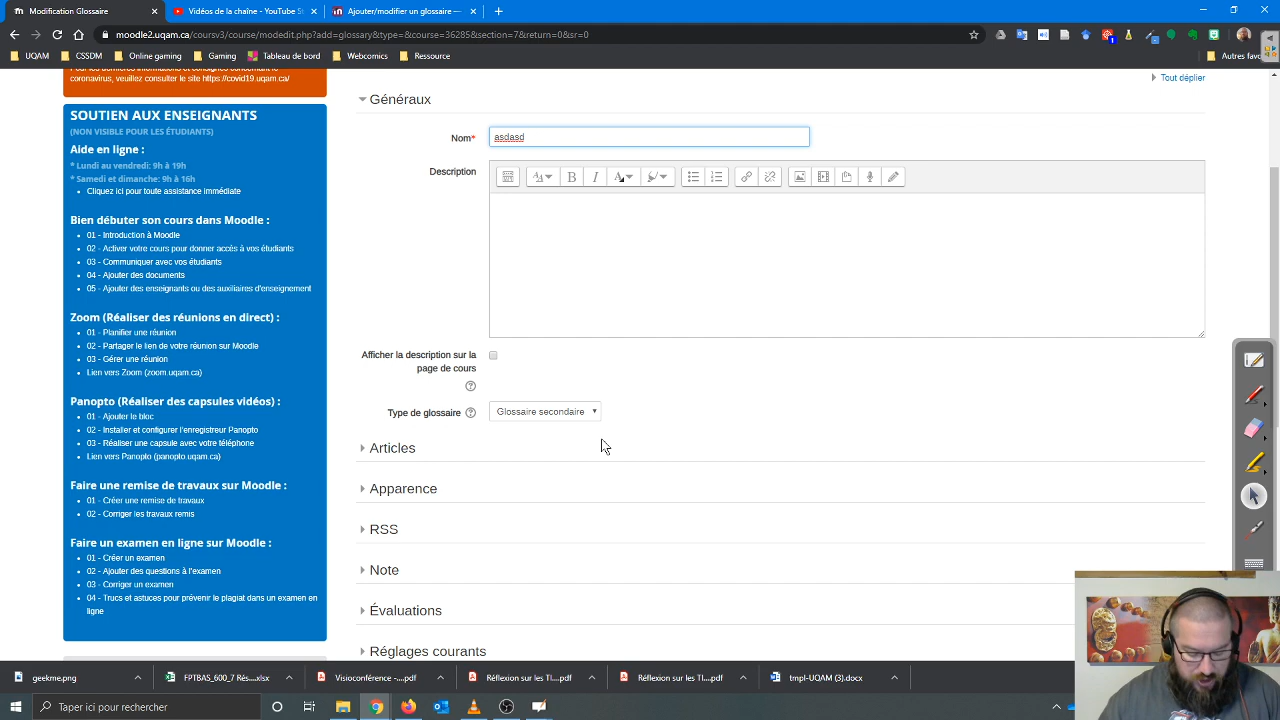 Modification Glossaire
Vidéos de la chaîne - YouTube St
Ajouter/modifier un glossaire —
moodle2.uqam.ca/coursv3/course/modedit.php?add=glossary&type=&course=36285&section=7&return=0&sr=0
UQAM
CSSDM
Online gaming
Gaming
Tableau de bord
Webcomics
Ressource
Autres favo
coronavirus, veuillez consulter le site https://covid19.uqam.ca/
SOUTIEN AUX ENSEIGNANTS
(NON VISIBLE POUR LES ÉTUDIANTS)
Aide en ligne :
* Lundi au vendredi: 9h à 19h
* Samedi et dimanche: 9h à 16h
Cliquez ici pour toute assistance immédiate
Bien débuter son cours dans Moodle :
01 - Introduction à Moodle
02 - Activer votre cours pour donner accès à vos étudiants
03 - Communiquer avec vos étudiants
04 - Ajouter des documents
05 - Ajouter des enseignants ou des auxiliaires d'enseignement
Zoom (Réaliser des réunions en direct) :
01 - Planifier une réunion
02 - Partager le lien de votre réunion sur Moodle
03 - Gérer une réunion
Lien vers Zoom (zoom.uqam.ca)
Panopto (Réaliser des capsules vidéos) :
01 - Ajouter le bloc
02 - Installer et configurer l'enregistreur Panopto
03 - Réaliser une capsule avec votre téléphone
Lien vers Panopto (panopto.uqam.ca)
Faire une remise de travaux sur Moodle :
01 - Créer une remise de travaux
02 - Corriger les travaux remis
Faire un examen en ligne sur Moodle :
01 - Créer un examen
02 - Ajouter des questions à l'examen
03 - Corriger un examen
04 - Trucs et astuces pour prévenir le plagiat dans un examen en
ligne
Tout déplier
Généraux
Nom*
asdasd
Description
Afficher la description sur la
page de cours
Type de glossaire
Glossaire secondaire
Articles
Apparence
RSS
Note
Évaluations
Réglages courants
geekme.png
FPTBAS_600_7 Rés....xlsx
Visioconférence -....pdf
Réflexion sur les TI....pdf
Réflexion sur les TI....pdf
tmpl-UQAM (3).docx
Taper ici pour rechercher